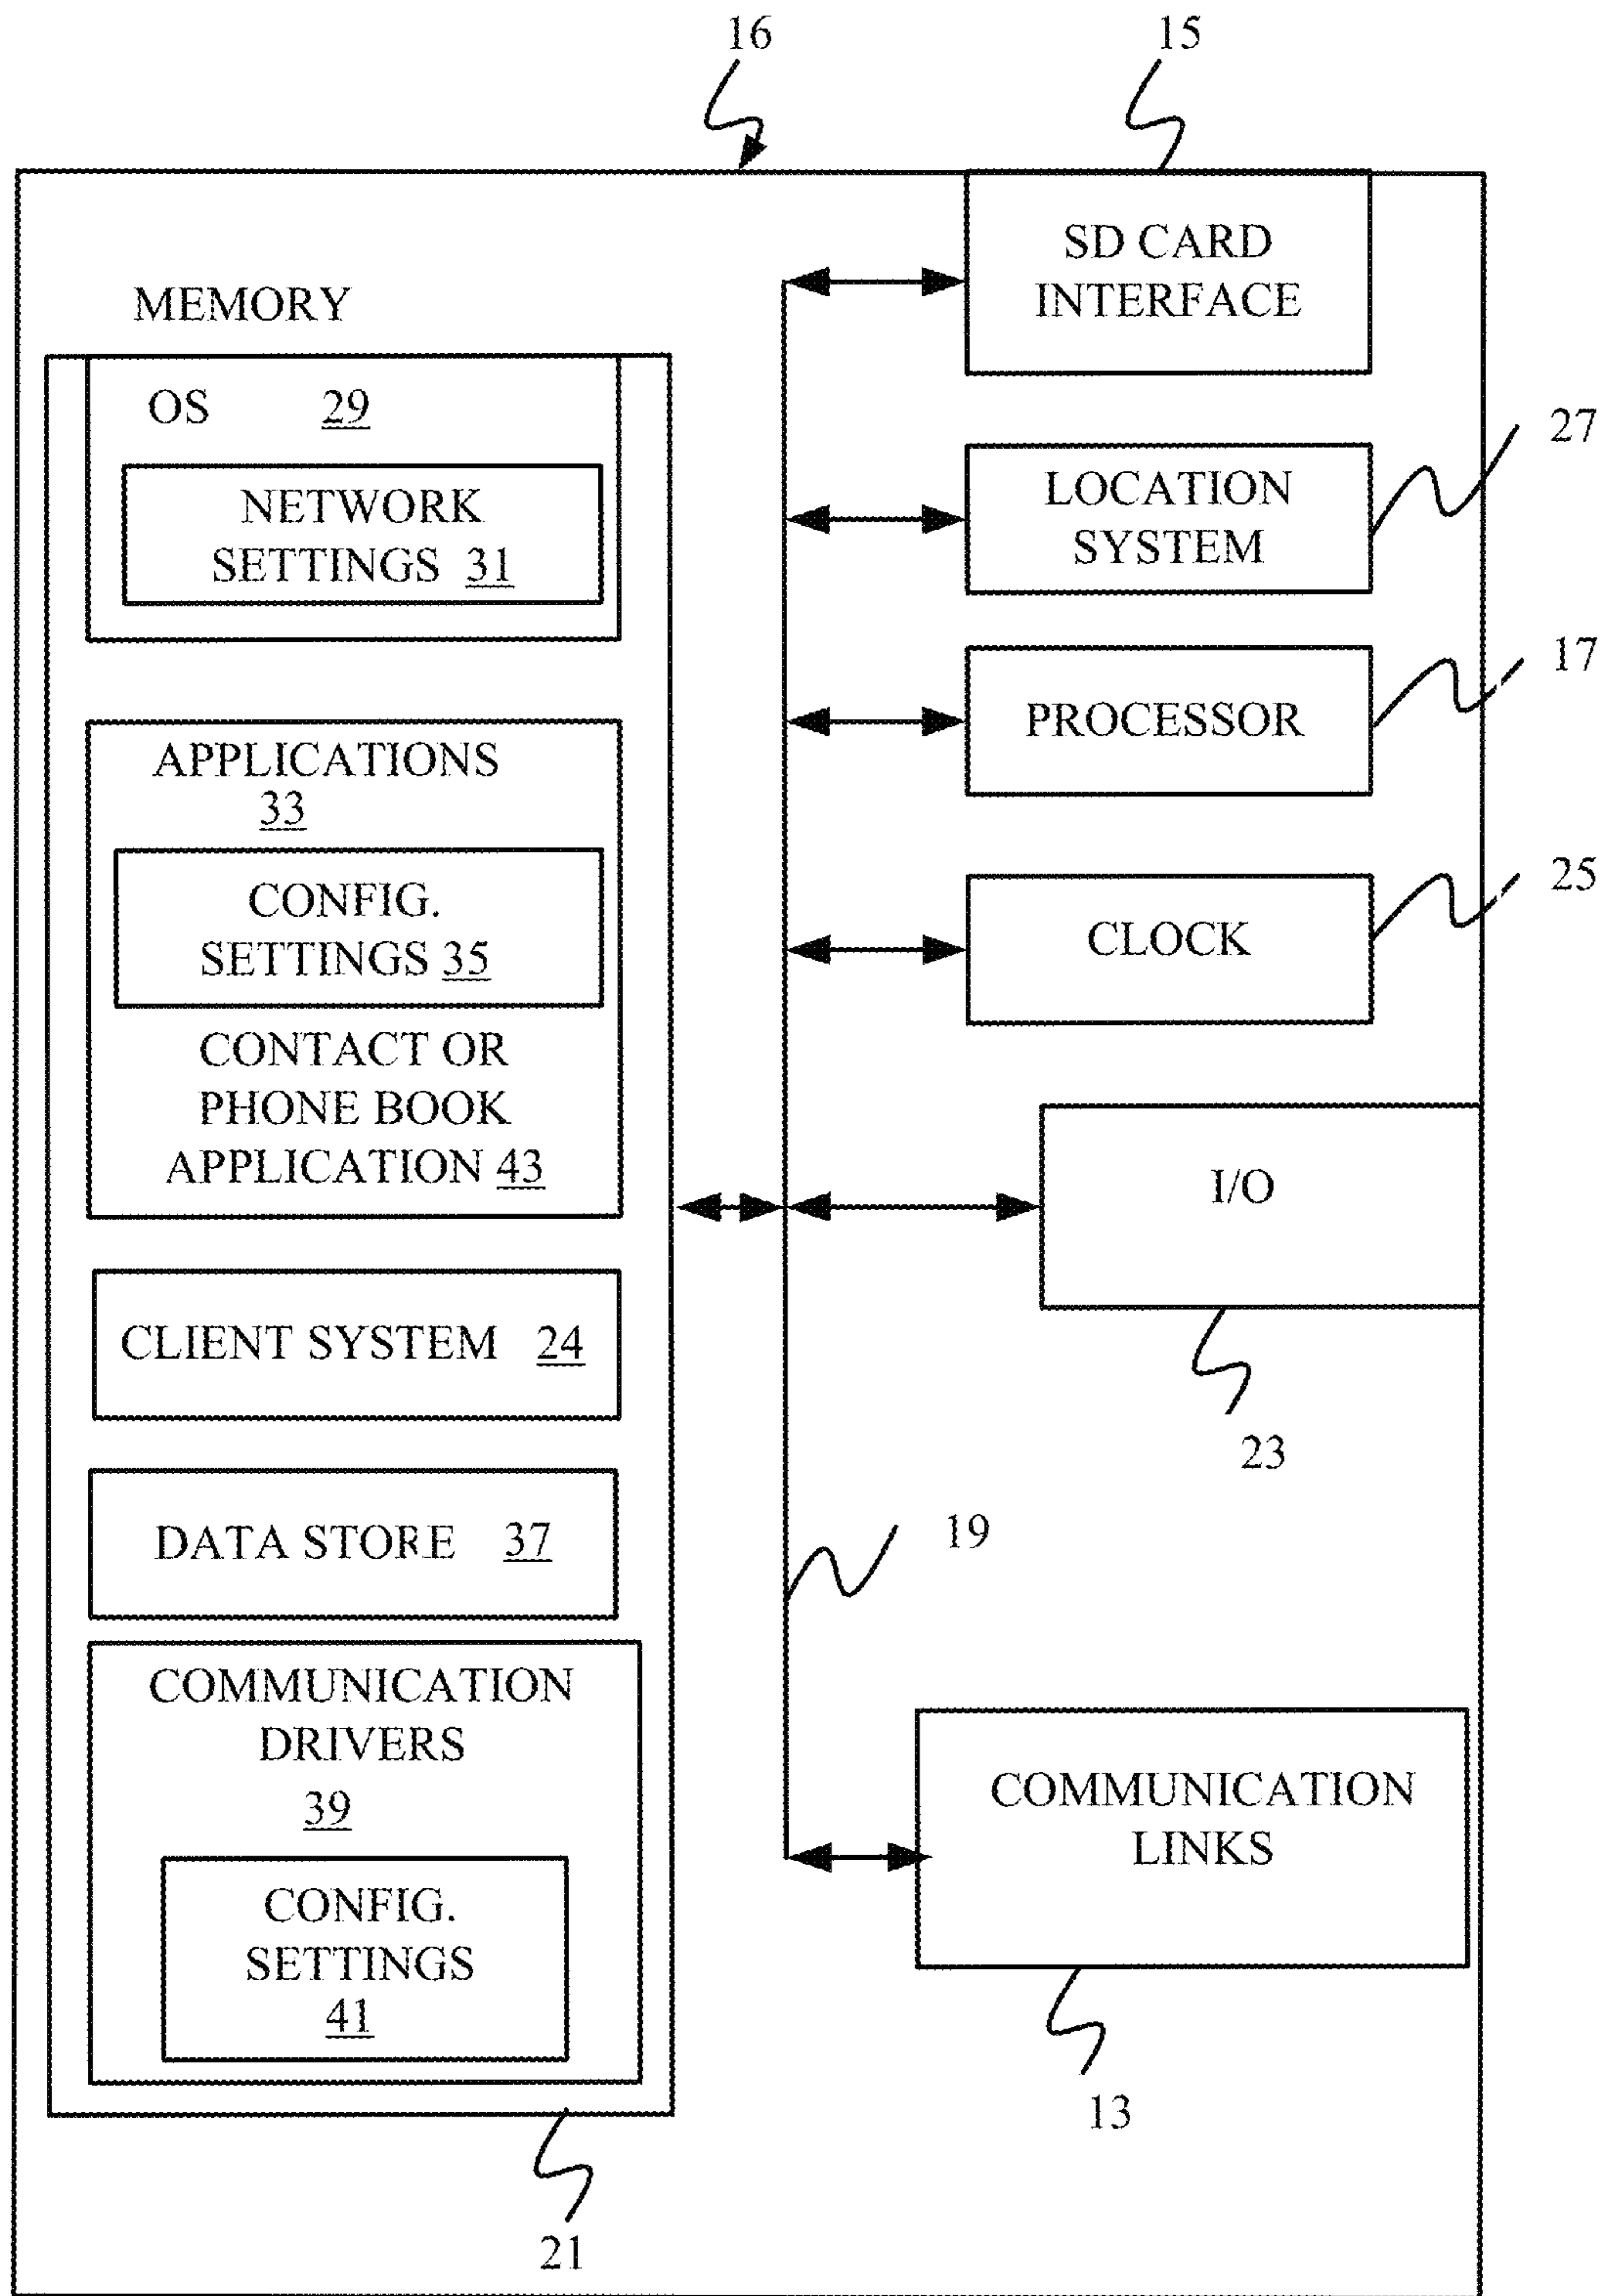 16
15
SD CARD
INTERFACE
MEMORY
OS 29
NETWORK
SETTINGS 31
27
LOCATION
SYSTEM
17
PROCESSOR
APPLICATIONS
33
CONFIG.
SETTINGS 35
CONTACT OR
PHONE BOOK
APPLICATION 43
25
CLOCK
I/O
23
CLIENT SYSTEM 24
DATA STORE 37
19
COMMUNICATION
DRIVERS
39
CONFIG.
SETTINGS
41
COMMUNICATION
LINKS
13
21